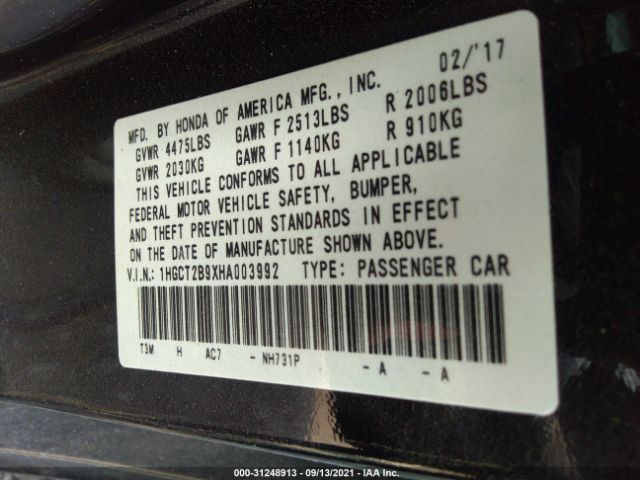 MFD. BY HONDA OF AMERICA MFG., INC. 02/'17
GVWR 4475LBS GAWR F 2513LBS R 2006LBS
GVWR 2030KG GAWR F 1140KG R 910KG
THIS VEHICLE CONFORMS TO ALL APPLICABLE
FEDERAL MOTOR VEHICLE SAFETY, BUMPER,
AND THEFT PREVENTION STANDARDS IN EFFECT
ON THE DATE OF MANUFACTURE SHOWN ABOVE.
V.I.N.: 1HGCT2B9XHA003992 TYPE: PASSENGER CAR
T3M H AC7 - NH731P - A - A
000-31248913 - 09/13/2021 - IAA Inc.